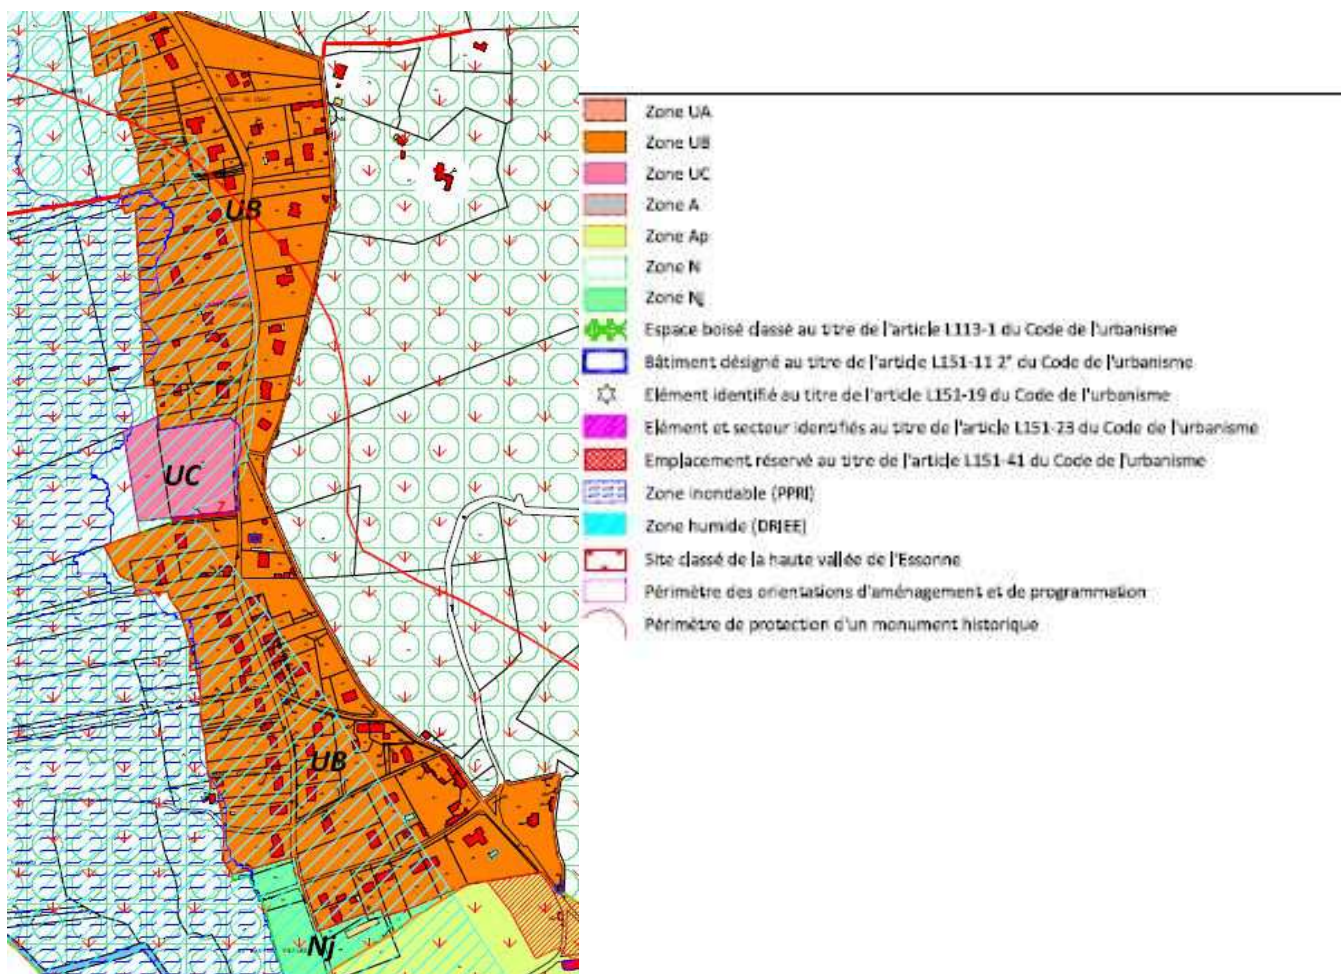 UB
UC
7
UB
Nj
Zone UA
Zone UB
Zone UC
Zone A
Zone Ap
Zone N
Zone Nj
Espace boisé classé au titre de l'article L113-1 du Code de l'urbanisme
Bâtiment désigné au titre de l'article L151-11 2° du Code de l'urbanisme
Elément identifié au titre de l'article L151-19 du Code de l'urbanisme
Elément et secteur identifiés au titre de l'article L151-23 du Code de l'urbanisme
Emplacement réservé au titre de l'article L151-41 du Code de l'urbanisme
Zone inondable (PPRI)
Zone humide (DRIEE)
Site classé de la haute vallée de l'Essonne
Périmètre des orientations d'aménagement et de programmation
Périmètre de protection d'un monument historique